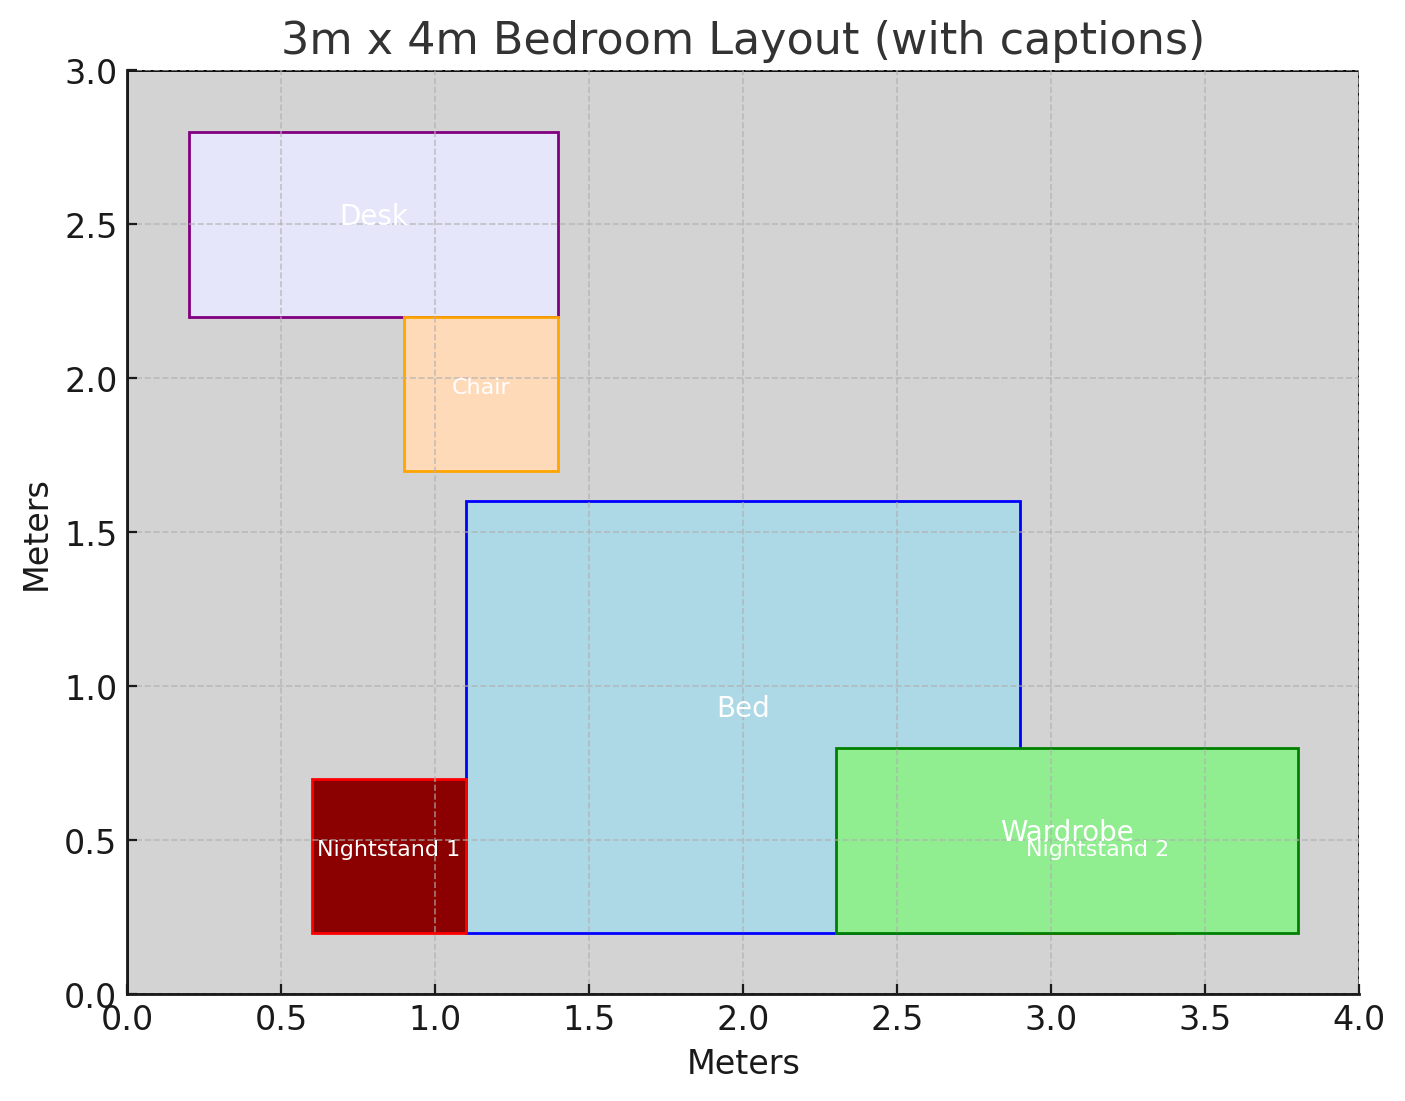 3m x 4m Bedroom Layout (with captions)
3.0
Desk
2.5
2.0
Chair
1.5
Meters
1.0
Bed
Wardrobe
0.5
Nightstand 1
Nightstand 2
0.0
0.0 0.5 1.0 1.5 2.0 2.5 3.0 3.5 4.0
Meters